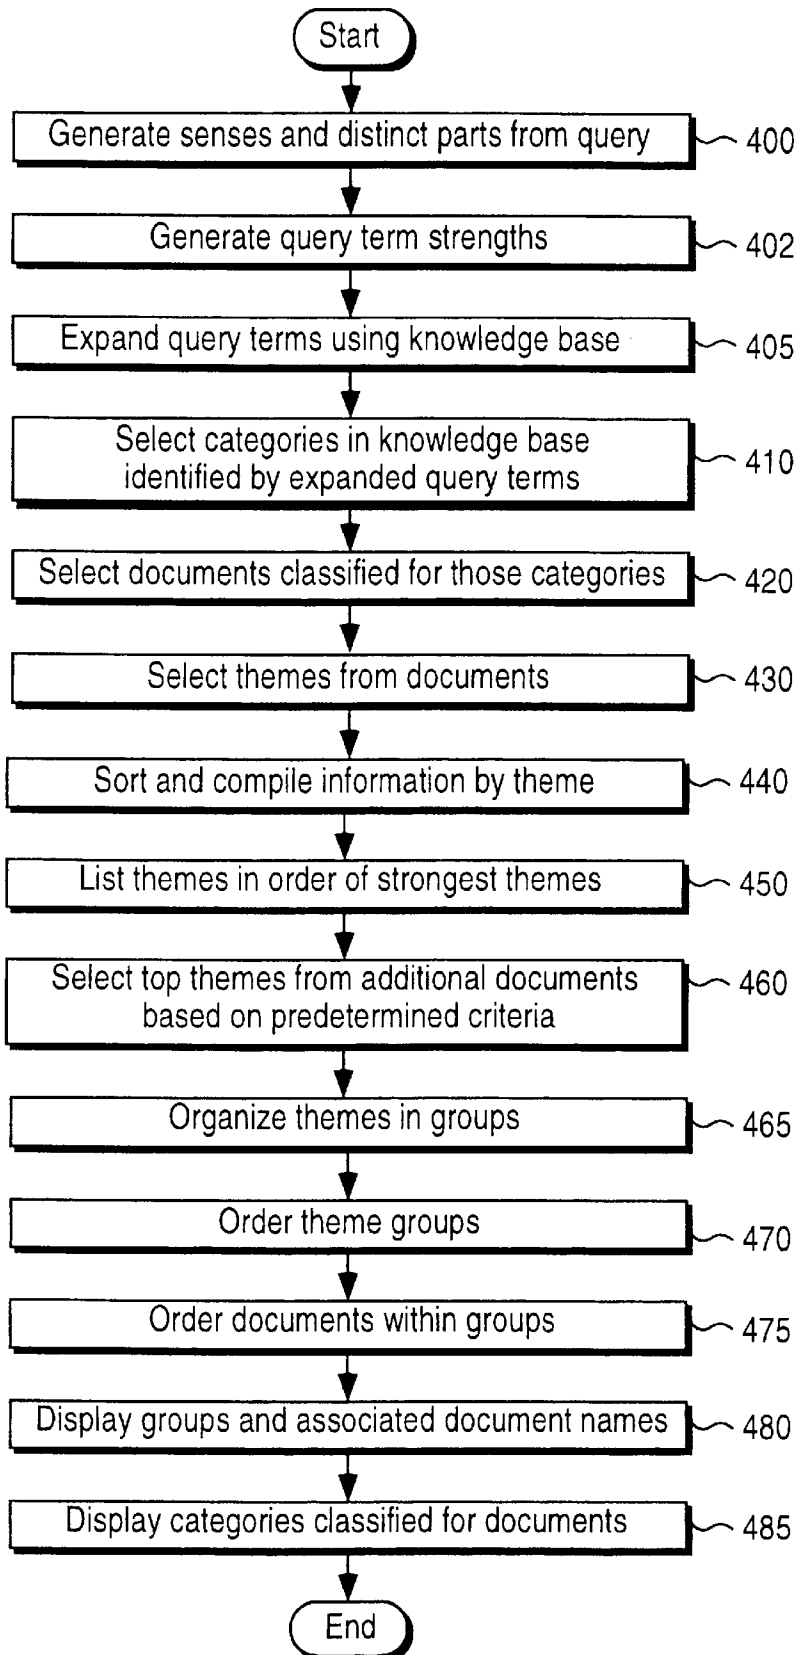 Start
Generate senses and distinct parts from query
400
Generate query term strengths
402
Expand query terms using knowledge base
405
Select categories in knowledge base
identified by expanded query terms
410
Select documents classified for those categories
420
Select themes from documents
430
Sort and compile information by theme
440
List themes in order of strongest themes
450
Select top themes from additional documents
based on predetermined criteria
460
Organize themes in groups
465
Order theme groups
470
Order documents within groups
475
Display groups and associated document names
480
Display categories classified for documents
485
End